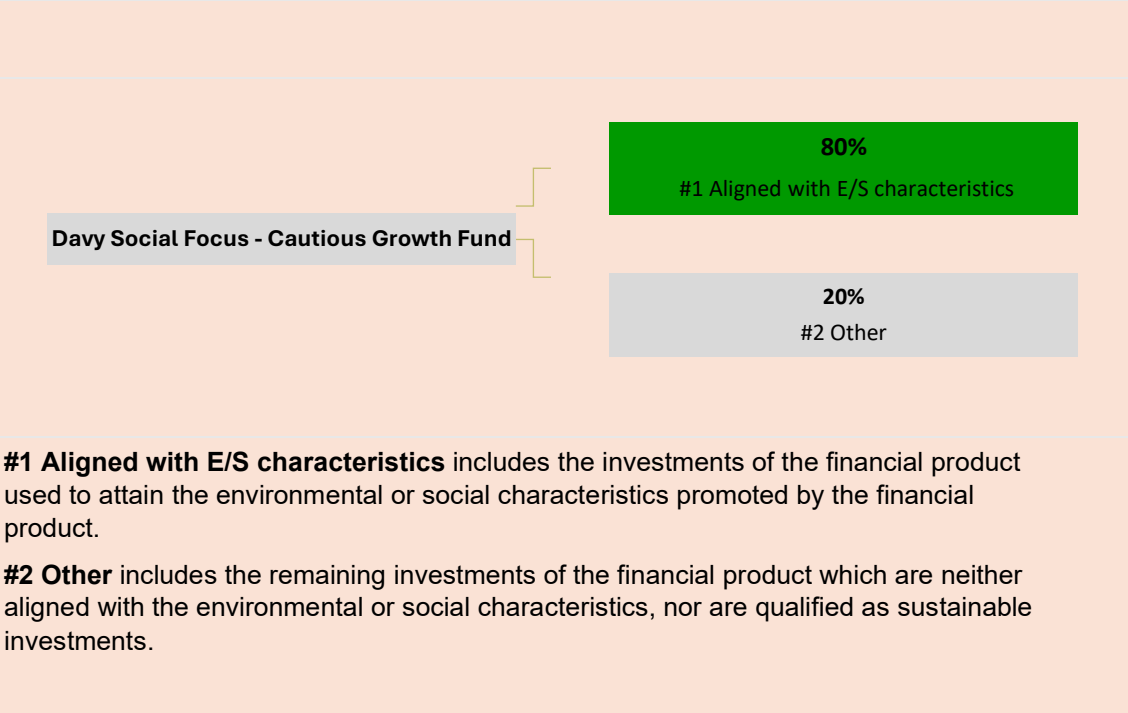 80%
#1 Aligned with E/S characteristics
Davy Social Focus - Cautious Growth Fund
20%
#2 Other
#1 Aligned with E/S characteristics includes the investments of the financial product
used to attain the environmental or social characteristics promoted by the financial
product.
#2 Other includes the remaining investments of the financial product which are neither
aligned with the environmental or social characteristics, nor are qualified as sustainable
investments.